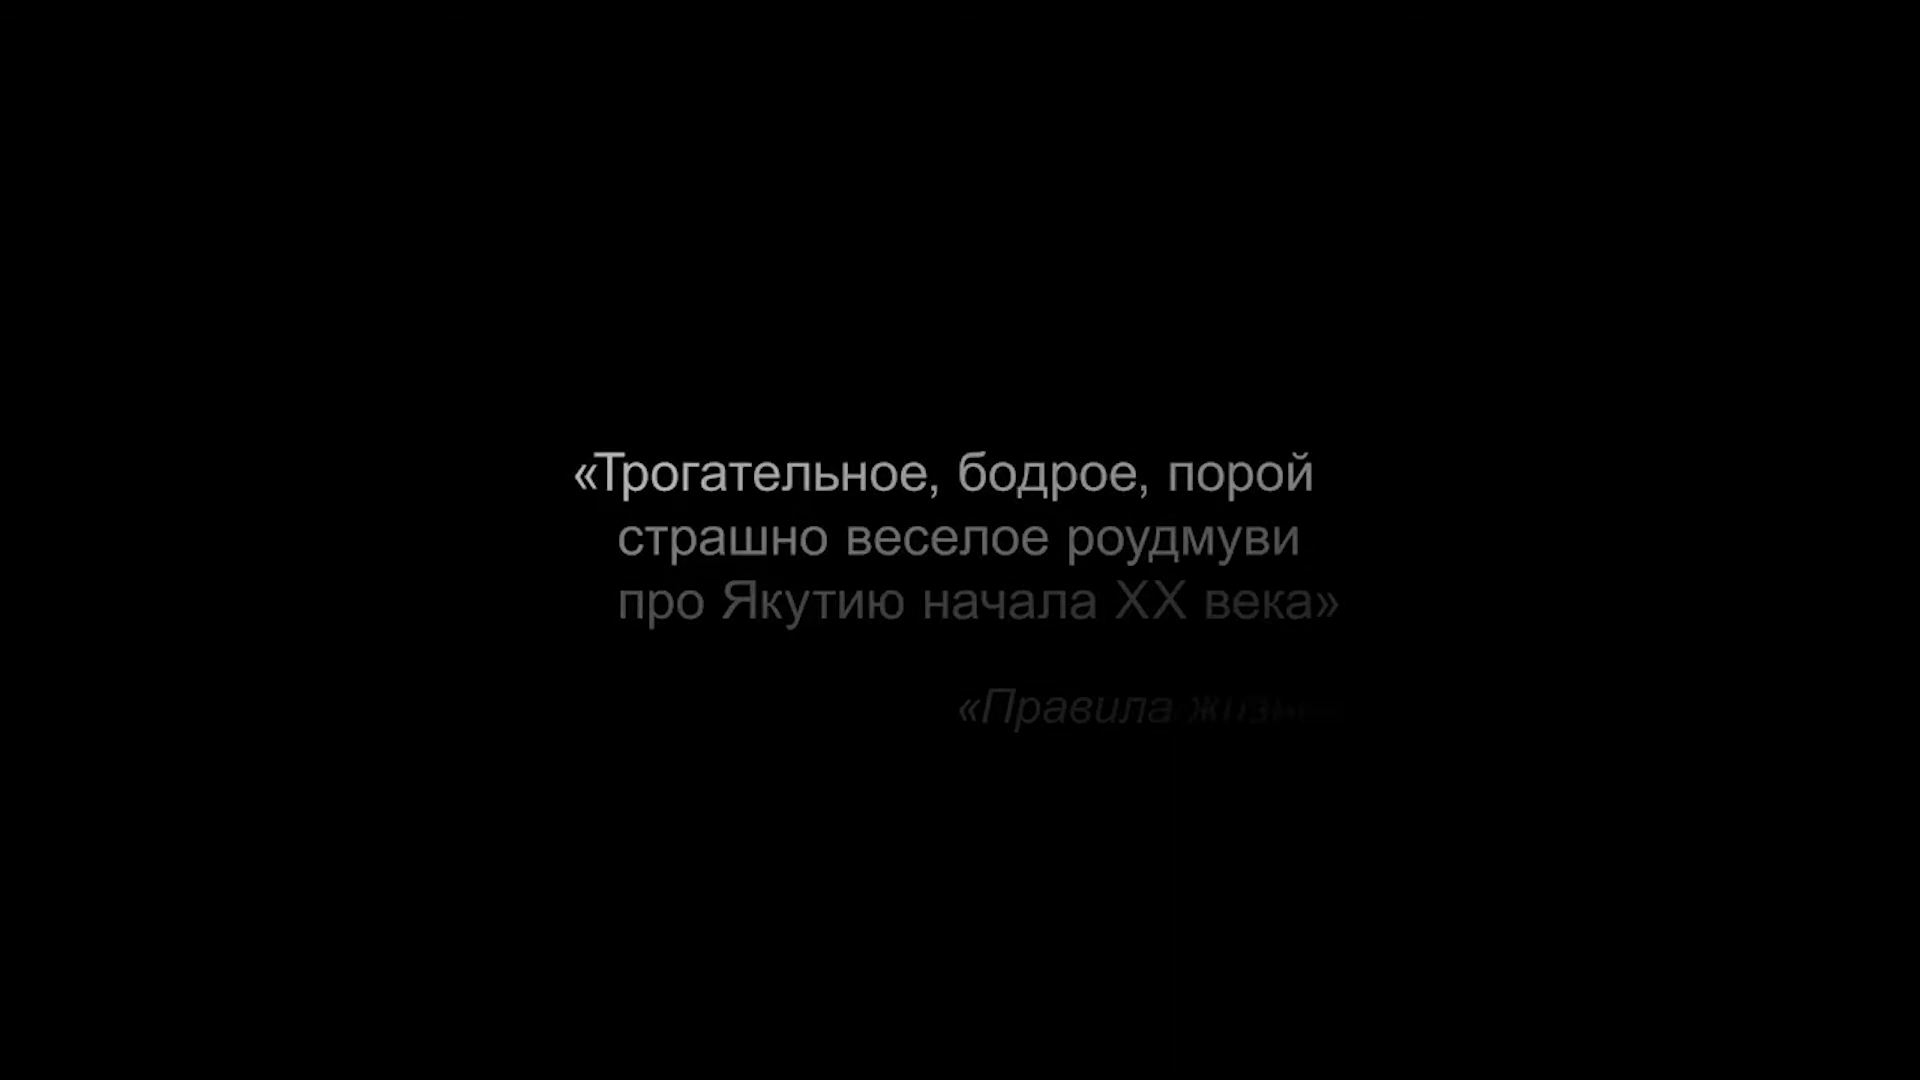 «Трогательное, бодрое, порой
страшно веселое роудмуви
про Якутию начала XX века»
«Правила